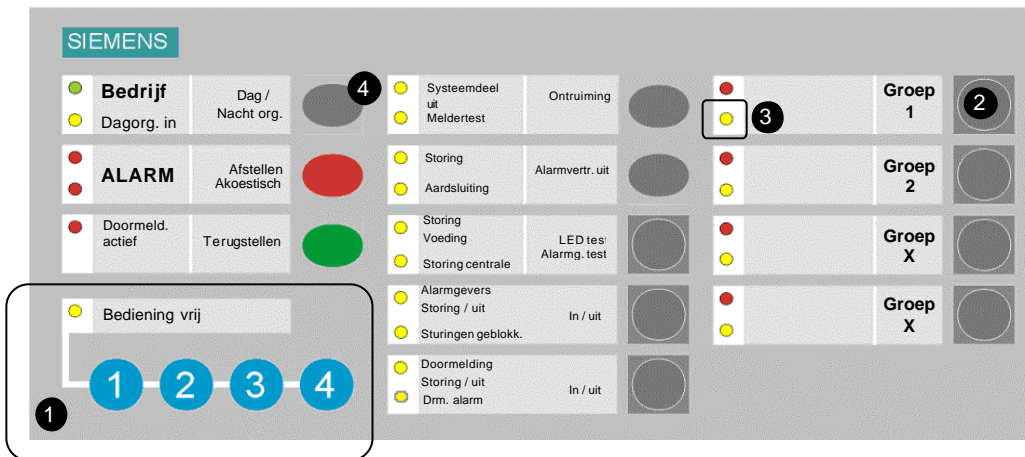 SIEMENS
Bedrijf
Dagorg. in
Dag /
Nacht org.
4
ALARM
Afstellen
Akoestisch
Doormeld.
actief
Terugstellen
Bediening vrij
1 2 3 4
1
Systeemdeel
uit
Meldertest
Ontruiming
Storing
Aardsluiting
Alarmvertr. uit
Storing
Voeding
Storing centrale
LED test
Alarmg. test
Alarmgevers
Storing / uit
Sturingen geblokk.
In / uit
Doormelding
Storing / uit
Drm. alarm
In / uit
3
Groep
1
2
Groep
2
Groep
X
Groep
X